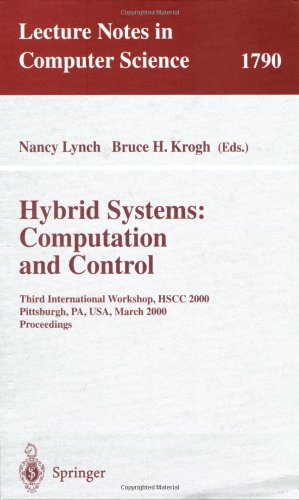 Lecture Notes in
Computer Science 1790
Nancy Lynch Bruce H. Krogh (Eds.)
Hybrid Systems:
Computation
and Control
Third International Workshop, HSCC 2000
Pittsburgh, PA, USA, March 2000
Proceedings
Springer